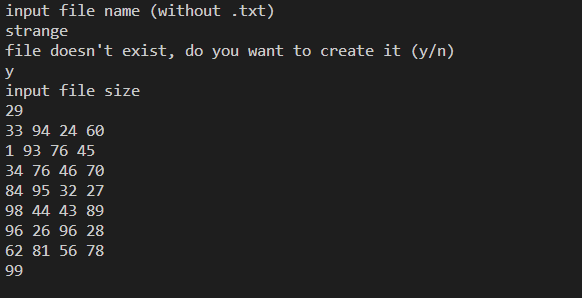 input file name (without .txt)
strange
file doesn't exist, do you want to create it (y/n)
y
input file size
29
33 94 24 60
1 93 76 45
34 76 46 70
84 95 32 27
98 44 43 89
96 26 96 28
62 81 56 78
99